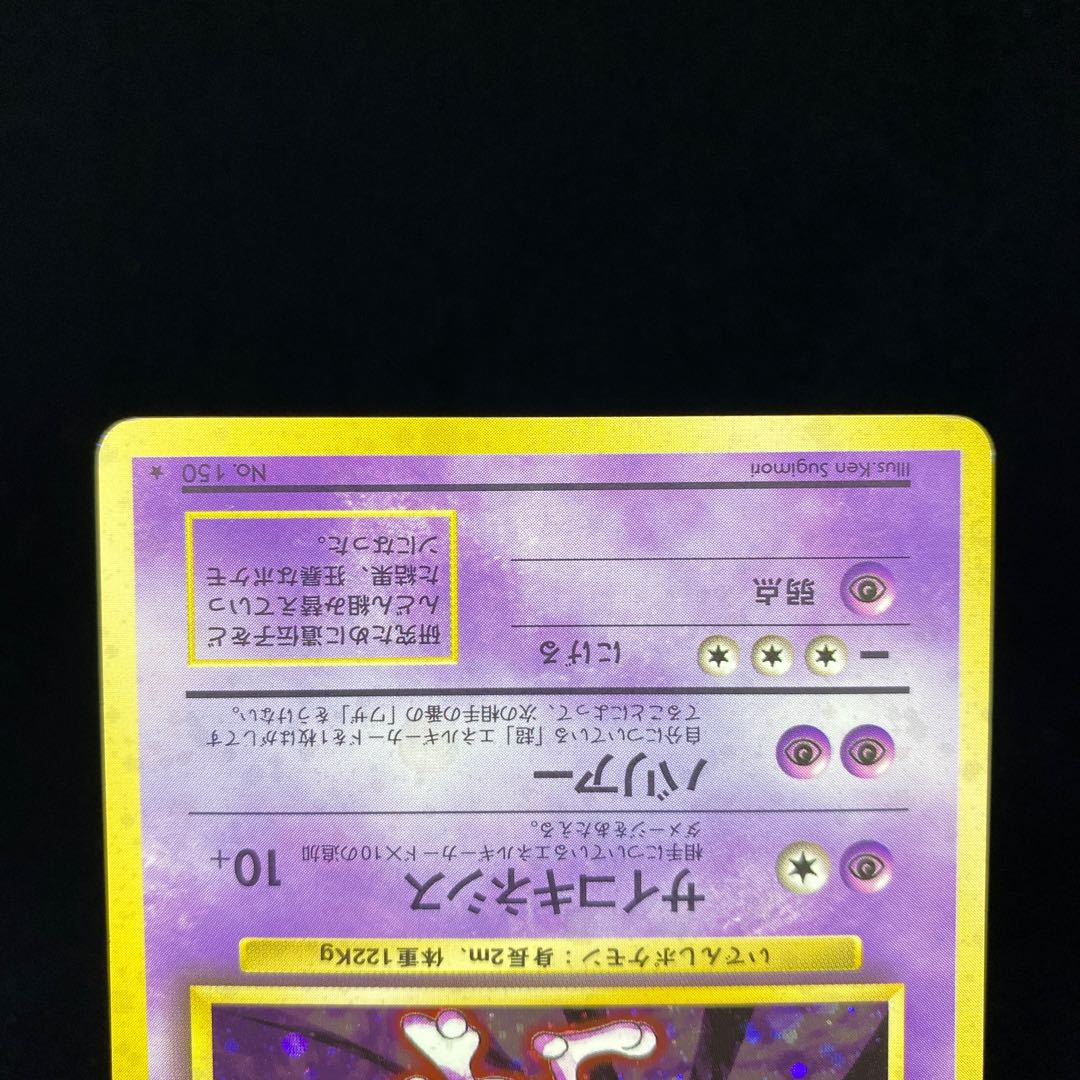 いでんしポケモン：身長2m、体重122Kg
サイコキネシス 10+
相手についているエネルギーカード×10の追加
ダメージをあたえる。
バリアー
自分についている「超」エネルギーカードを1枚はがしてす
てることによって、次の相手の番の「ワザ」をうけない。
ー にげる
弱点
研究ために遺伝子をど
んどん組み替えていっ
た結果、狂暴なポケモ
ンになった。
Illus.Ken Sugimori No.150 ★